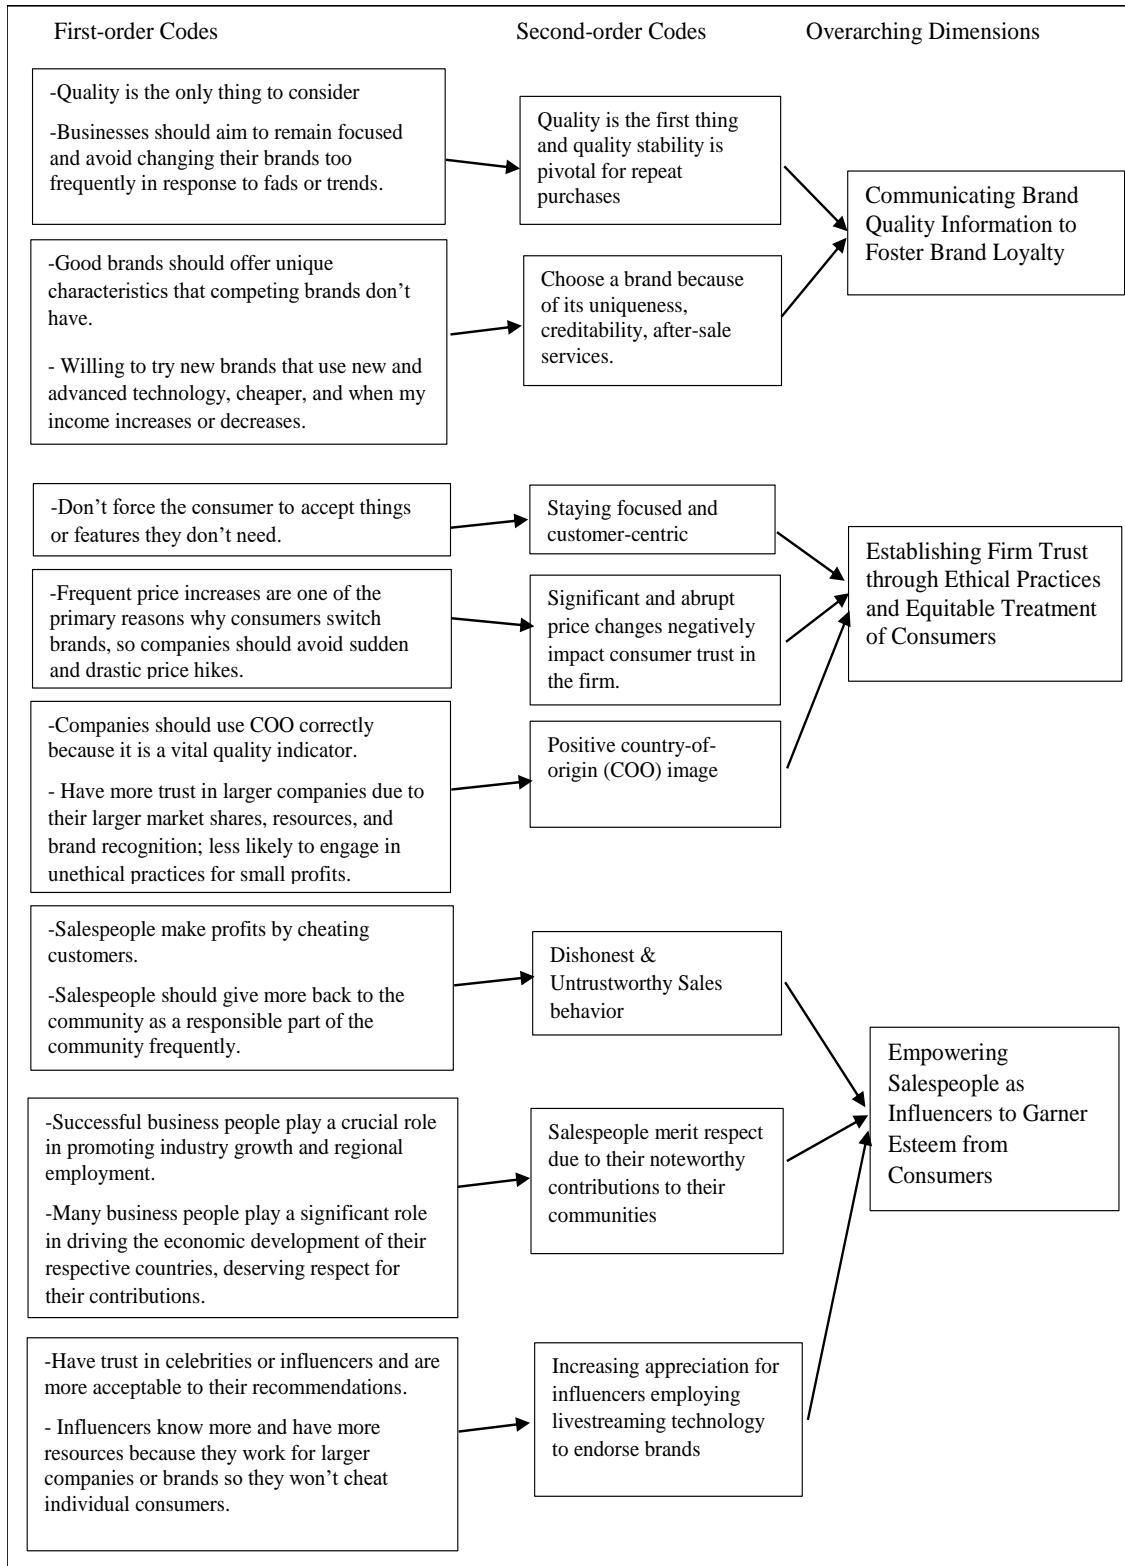 First-order Codes
Second-order Codes
Overarching Dimensions
-Quality is the only thing to consider
-Businesses should aim to remain focused
and avoid changing their brands too
frequently in response to fads or trends.
Quality is the first thing
and quality stability is
pivotal for repeat
purchases
Communicating Brand
Quality Information to
Foster Brand Loyalty
-Good brands should offer unique
characteristics that competing brands don’t
have.
- Willing to try new brands that use new and
advanced technology, cheaper, and when my
income increases or decreases.
Choose a brand because
of its uniqueness,
creditability, after-sale
services.
-Don’t force the consumer to accept things
or features they don’t need.
Staying focused and
customer-centric
Establishing Firm Trust
through Ethical Practices
and Equitable Treatment
of Consumers
-Frequent price increases are one of the
primary reasons why consumers switch
brands, so companies should avoid sudden
and drastic price hikes.
Significant and abrupt
price changes negatively
impact consumer trust in
the firm.
-Companies should use COO correctly
because it is a vital quality indicator.
- Have more trust in larger companies due to
their larger market shares, resources, and
brand recognition; less likely to engage in
unethical practices for small profits.
Positive country-of-
origin (COO) image
-Salespeople make profits by cheating
customers.
-Salespeople should give more back to the
community as a responsible part of the
community frequently.
Dishonest &
Untrustworthy Sales
behavior
Empowering
Salespeople as
Influencers to Garner
Esteem from
Consumers
-Successful business people play a crucial role
in promoting industry growth and regional
employment.
-Many business people play a significant role
in driving the economic development of their
respective countries, deserving respect for
their contributions.
Salespeople merit respect
due to their noteworthy
contributions to their
communities
-Have trust in celebrities or influencers and are
more acceptable to their recommendations.
- Influencers know more and have more
resources because they work for larger
companies or brands so they won’t cheat
individual consumers.
Increasing appreciation for
influencers employing
livestreaming technology
to endorse brands